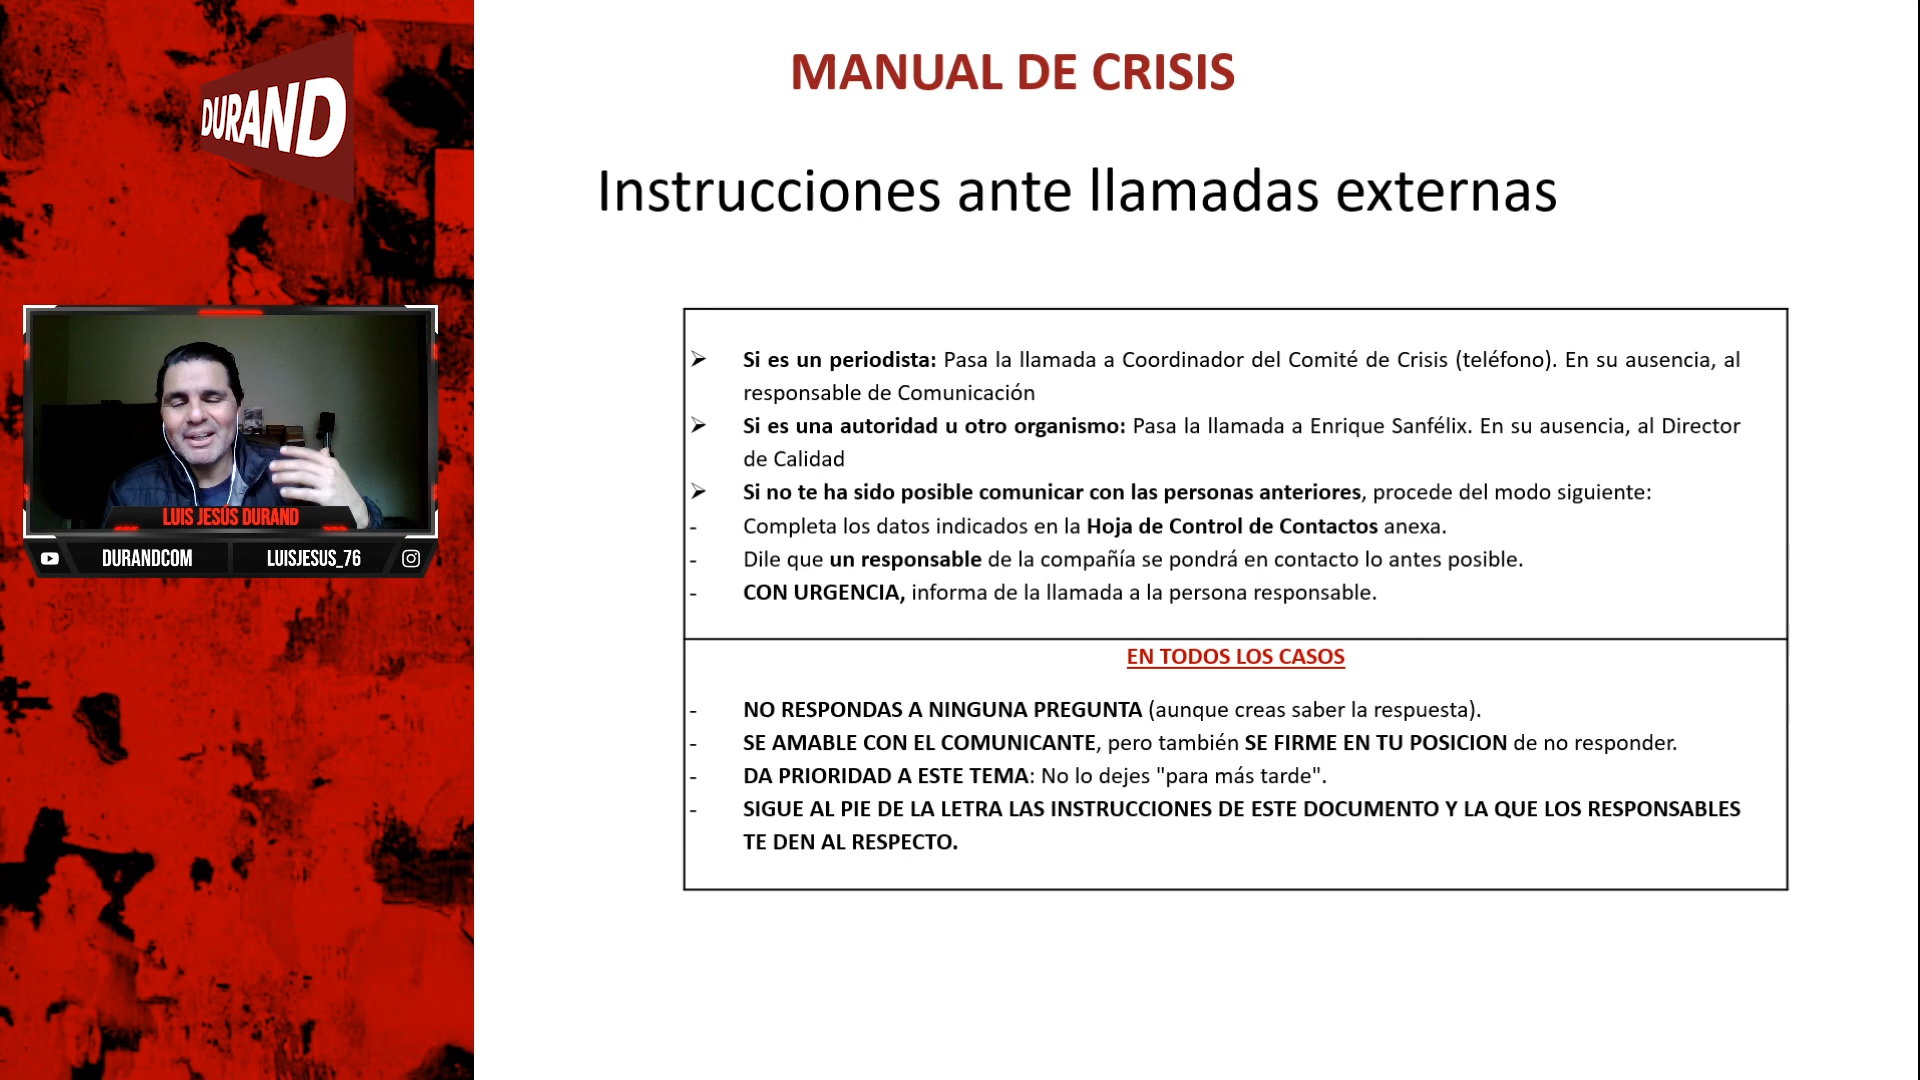 DURAND
LUIS JESÚS DURAND
DURANDCOM
LUISJESUS_76
MANUAL DE CRISIS
Instrucciones ante llamadas externas
➢ Si es un periodista: Pasa la llamada a Coordinador del Comité de Crisis (teléfono). En su ausencia, al
responsable de Comunicación
➢ Si es una autoridad u otro organismo: Pasa la llamada a Enrique Sanfélix. En su ausencia, al Director
de Calidad
➢ Si no te ha sido posible comunicar con las personas anteriores, procede del modo siguiente:
- Completa los datos indicados en la Hoja de Control de Contactos anexa.
- Dile que un responsable de la compañía se pondrá en contacto lo antes posible.
- CON URGENCIA, informa de la llamada a la persona responsable.
EN TODOS LOS CASOS
- NO RESPONDAS A NINGUNA PREGUNTA (aunque creas saber la respuesta).
- SE AMABLE CON EL COMUNICANTE, pero también SE FIRME EN TU POSICION de no responder.
- DA PRIORIDAD A ESTE TEMA: No lo dejes "para más tarde".
- SIGUE AL PIE DE LA LETRA LAS INSTRUCCIONES DE ESTE DOCUMENTO Y LA QUE LOS RESPONSABLES
TE DEN AL RESPECTO.